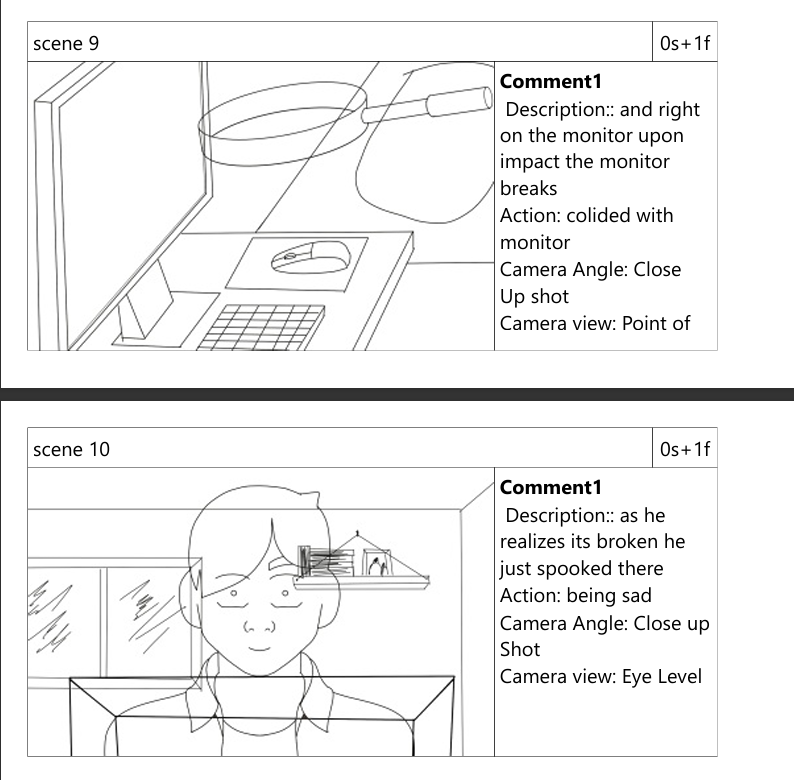 scene 9
0s+1f
Comment1
Description:: and right
on the monitor upon
impact the monitor
breaks
Action: colided with
monitor
Camera Angle: Close
Up shot
Camera view: Point of
scene 10
0s+1f
Comment1
Description:: as he
realizes its broken he
just spooked there
Action: being sad
Camera Angle: Close up
Shot
Camera view: Eye Level